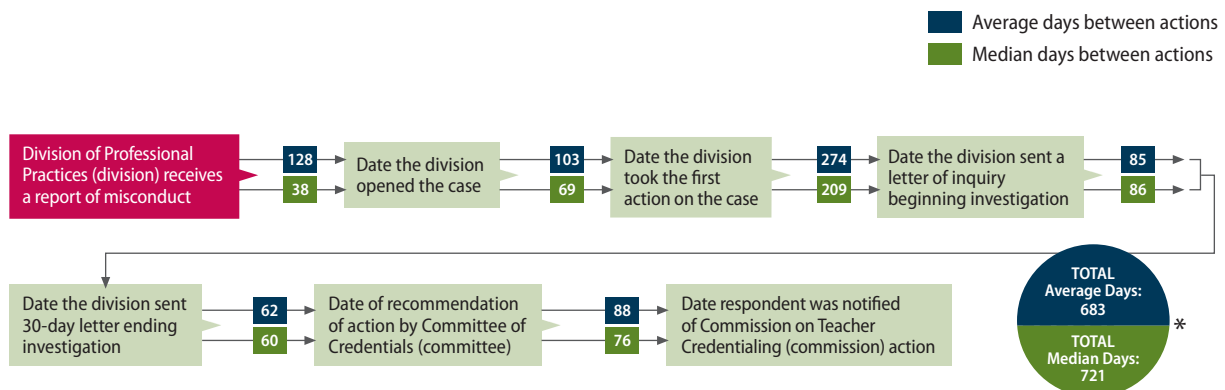 Average days between actions
Median days between actions
Division of Professional
Practices (division) receives
a report of misconduct
128
38
Date the division
opened the case
103
69
Date the division
took the first
action on the case
274
209
Date the division sent a
letter of inquiry
beginning investigation
85
86
Date the division sent
30-day letter ending
investigation
62
60
Date of recommendation
of action by Committee of
Credentials (committee)
88
76
Date respondent was notified
of Commission on Teacher
Credentialing (commission) action
TOTAL
Average Days:
683
TOTAL
Median Days:
721
*